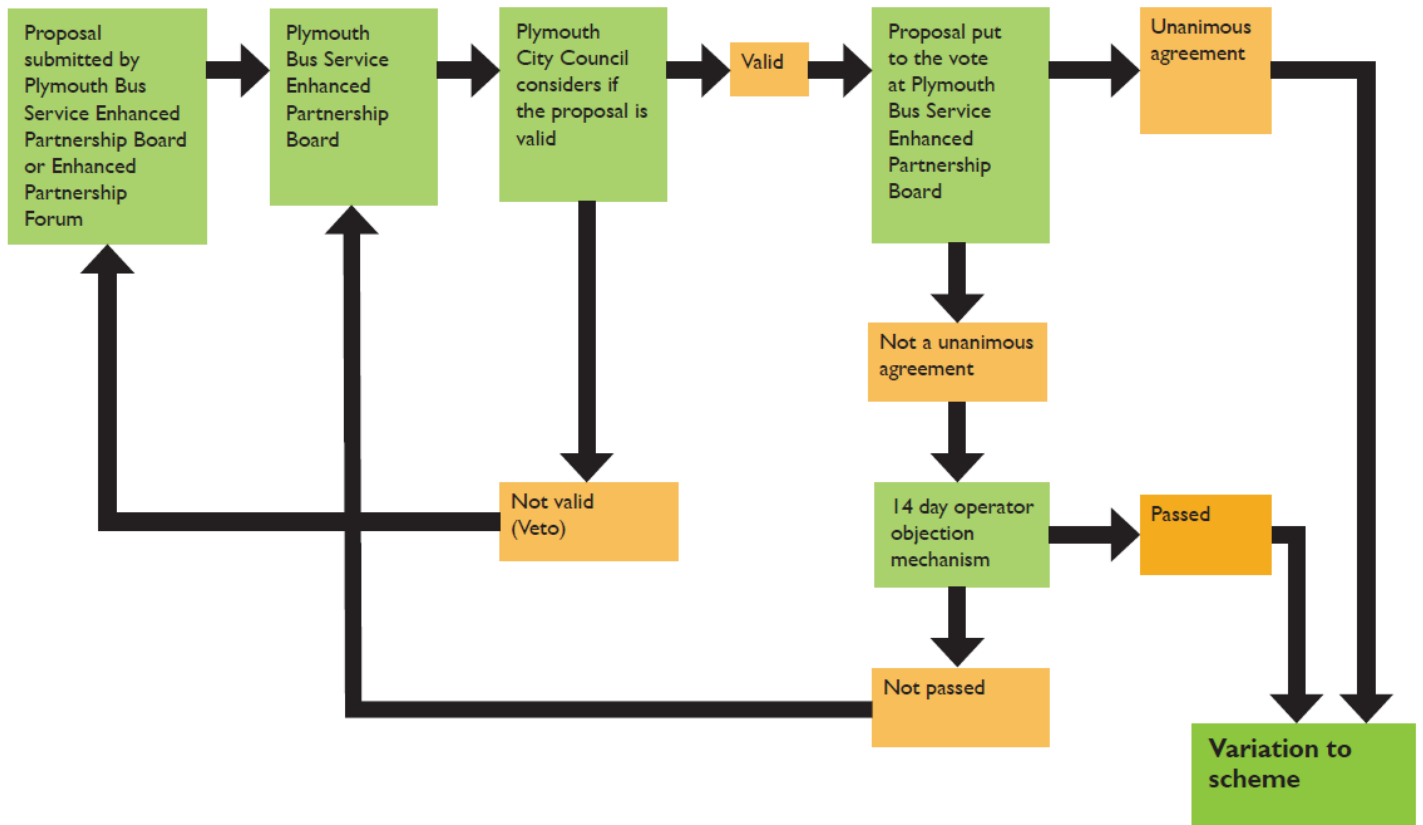 Proposal
submitted by
Plymouth Bus
Service Enhanced
Partnership Board
or Enhanced
Partnership
Forum
Plymouth
Bus Service
Enhanced
Partnership
Board
Plymouth
City Council
considers if
the proposal is
valid
Valid
Proposal put
to the vote
at Plymouth
Bus Service
Enhanced
Partnership
Board
Unanimous
agreement
Not a unanimous
agreement
Not valid
(Veto)
14 day operator
objection
mechanism
Passed
Not passed
Variation to
scheme